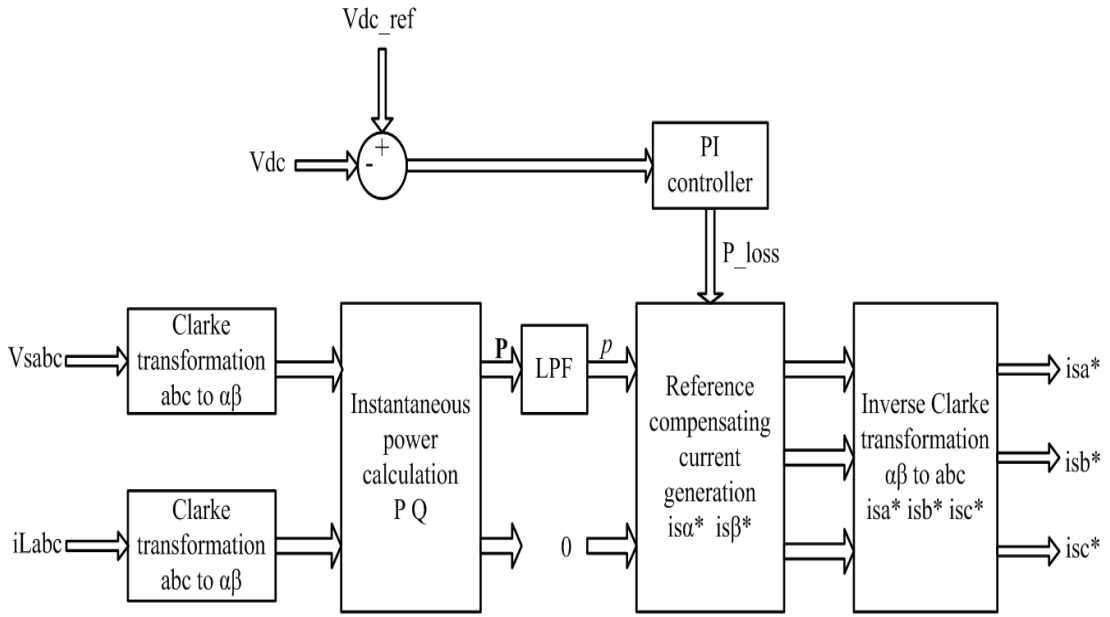 Vdc_ref
+
Vdc
-
PI
controller
P_loss
Vsabc
Clarke
transformation
abc to αβ
iLabc
Clarke
transformation
abc to αβ
Instantaneous
power
calculation
P Q
P
LPF
p
0
Reference
compensating
current
generation
isα* isβ*
Inverse Clarke
transformation
αβ to abc
isa* isb* isc*
isa*
isb*
isc*